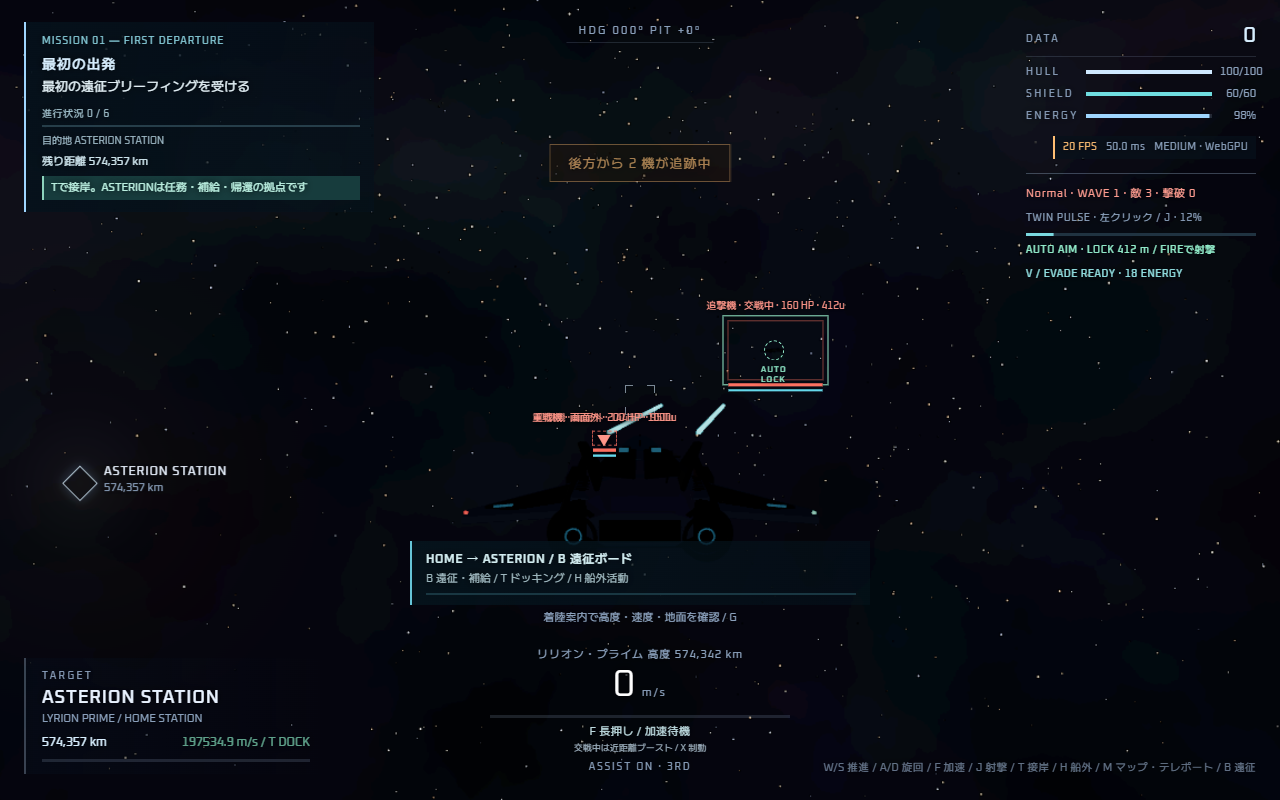 MISSION 01 — FIRST DEPARTURE
最初の出発
最初の遠征ブリーフィングを受ける
進行状況 0 / 6
目的地 ASTERION STATION
残り距離 574,357 km
Tで接岸。ASTERIONは任務・補給・帰還の拠点です
HDG 000° PIT +0°
後方から 2 機が追跡中
DATA 0
HULL 100/100
SHIELD 60/60
ENERGY 98%
20 FPS 50.0 ms MEDIUM · WebGPU
Normal · WAVE 1 · 敵 3 · 撃破 0
TWIN PULSE · 左クリック / J · 12%
AUTO AIM · LOCK 412 m / FIREで射撃
V / EVADE READY · 18 ENERGY
追撃機 · 交戦中 · 160 HP · 412u
AUTO
LOCK
ASTERION STATION
574,357 km
HOME → ASTERION / B 遠征ボード
B 遠征・補給 / T ドッキング / H 船外活動
着陸案内で高度・速度・地面を確認 / G
リリオン・プライム 高度 574,342 km
0 m/s
F 長押し / 加速待機
交戦中は近距離ブースト / X 制動
ASSIST ON · 3RD
TARGET
ASTERION STATION
LYRION PRIME / HOME STATION
574,357 km 197534.9 m/s / T DOCK
W/S 推進 / A/D 旋回 / F 加速 / J 射撃 / T 接岸 / H 船外 / M マップ・テレポート / B 遠征